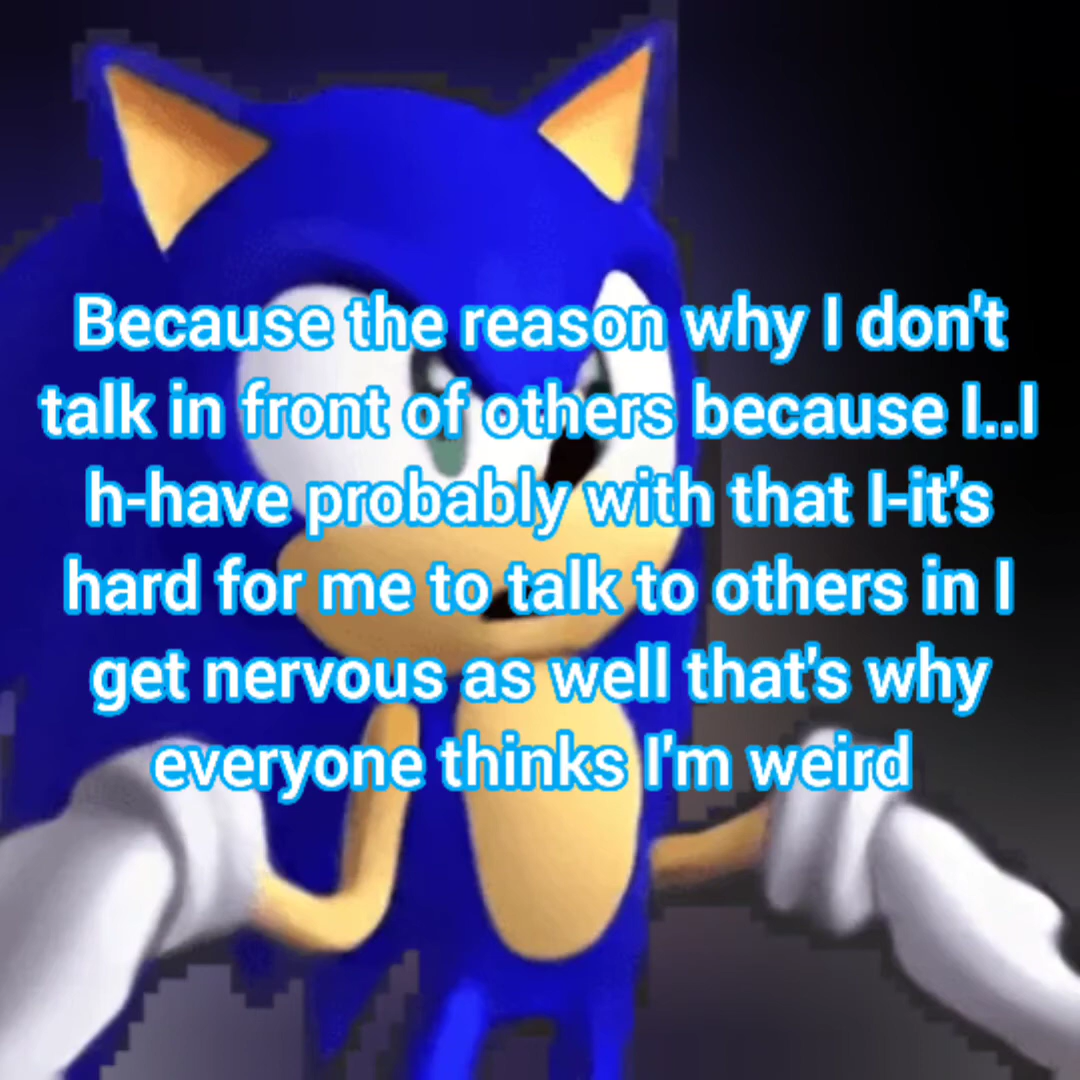 Because the reason why I don't
talk in front of others because I..I
h-have probably with that I-it's
hard for me to talk to others in I
get nervous as well that's why
everyone thinks I'm weird